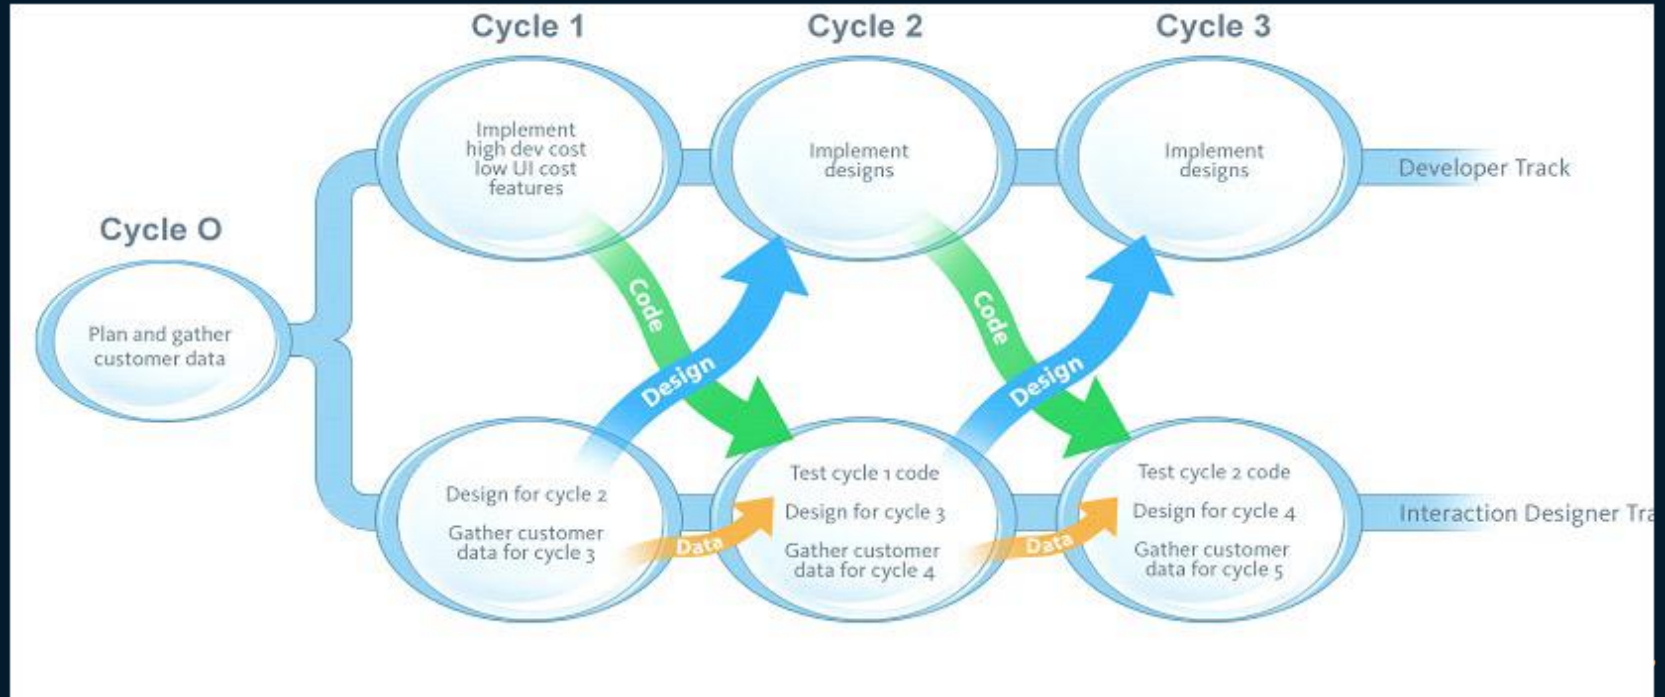 Cycle 1
Cycle 2
Cycle 3
Implement
high dev cost
low UI cost
features
Implement
designs
Implement
designs
Developer Track
Cycle O
Plan and gather
customer data
Code
Design
Code
Design
Design for cycle 2
Gather customer
data for cycle 3
Data
Test cycle 1 code
Design for cycle 3
Gather customer
data for cycle 4
Data
Test cycle 2 code
Design for cycle 4
Gather customer
data for cycle 5
Interaction Designer Tra